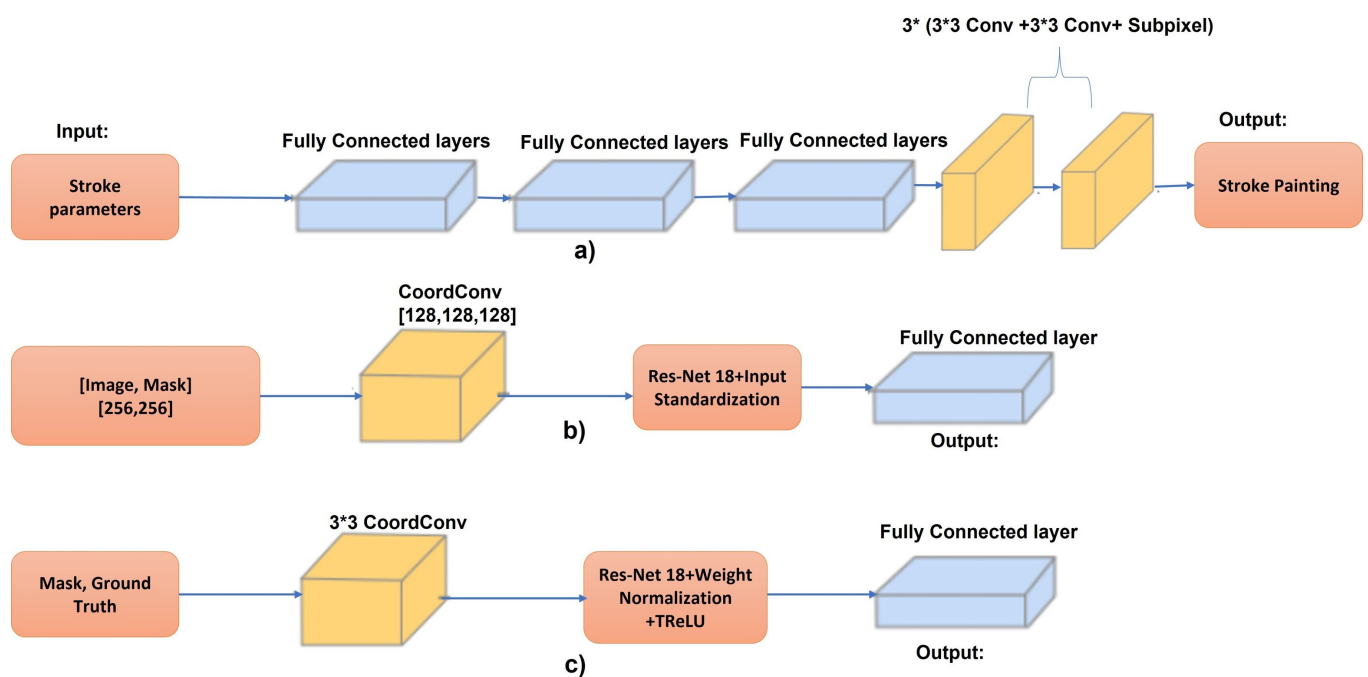 3* (3*3 Conv +3*3 Conv+ Subpixel)
Input:
Fully Connected layers
Fully Connected layers
Fully Connected layers
Output:
Stroke
parameters
Stroke Painting
a)
CoordConv
[128,128,128]
[Image, Mask]
[256,256]
Res-Net 18+Input
Standardization
Fully Connected layer
Output:
b)
3*3 CoordConv
Mask, Ground
Truth
Res-Net 18+Weight
Normalization
+TReLU
Fully Connected layer
Output:
c)